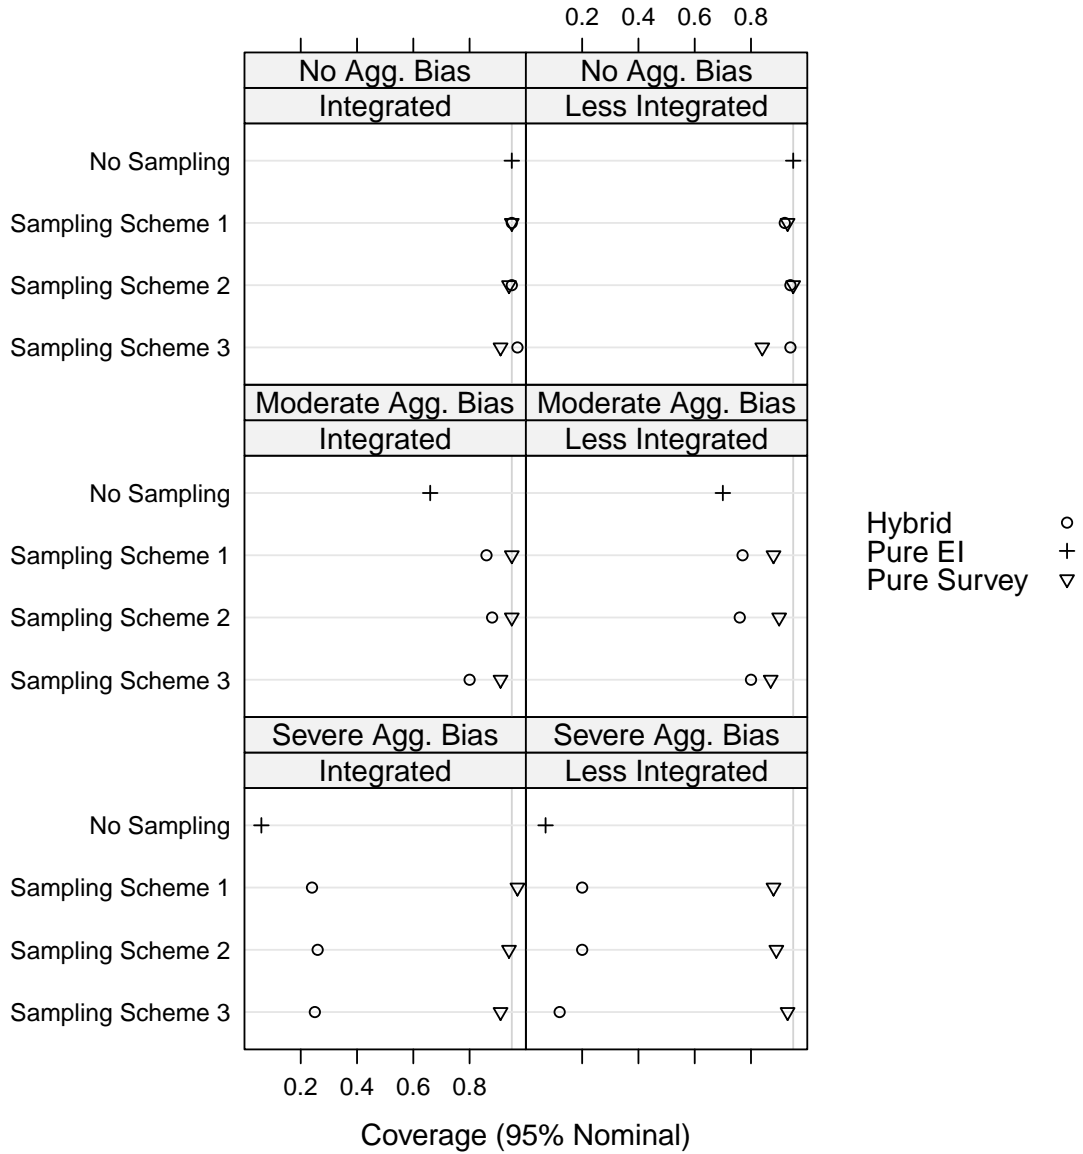 0.2 0.4 0.6 0.8
No Agg. Bias No Agg. Bias
Integrated Less Integrated
No Sampling
Sampling Scheme 1
Sampling Scheme 2
Sampling Scheme 3
Moderate Agg. Bias Moderate Agg. Bias
Integrated Less Integrated
No Sampling
Sampling Scheme 1
Sampling Scheme 2
Sampling Scheme 3
Severe Agg. Bias Severe Agg. Bias
Integrated Less Integrated
No Sampling
Sampling Scheme 1
Sampling Scheme 2
Sampling Scheme 3
0.2 0.4 0.6 0.8
Coverage (95% Nominal)
Hybrid
Pure EI
Pure Survey